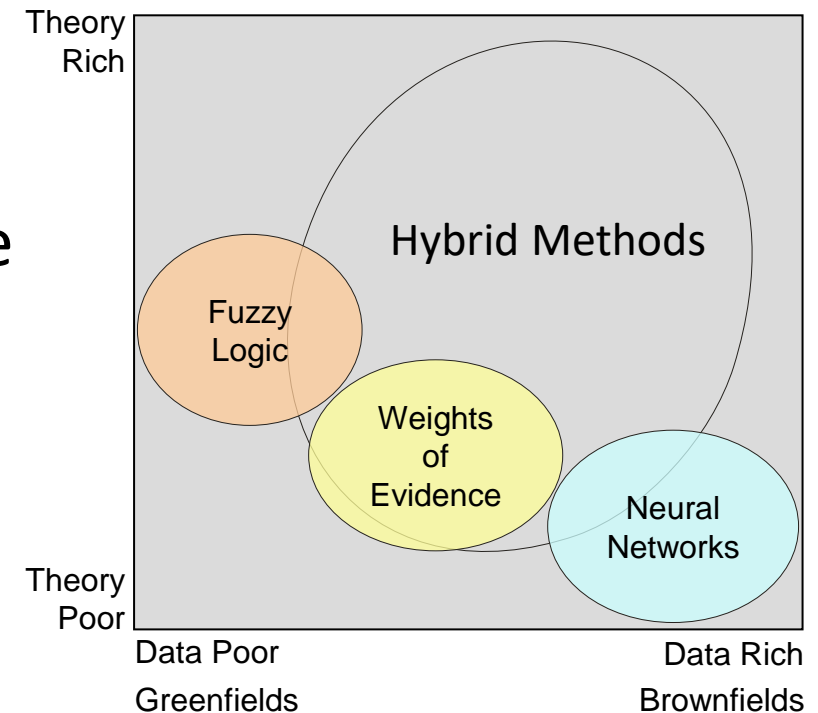 Theory
Rich
e
Hybrid Methods
Fuzzy
Logic
Weights
of
Evidence
Neural
Networks
Theory
Poor
Data Poor
Data Rich
Greenfields
Brownfields